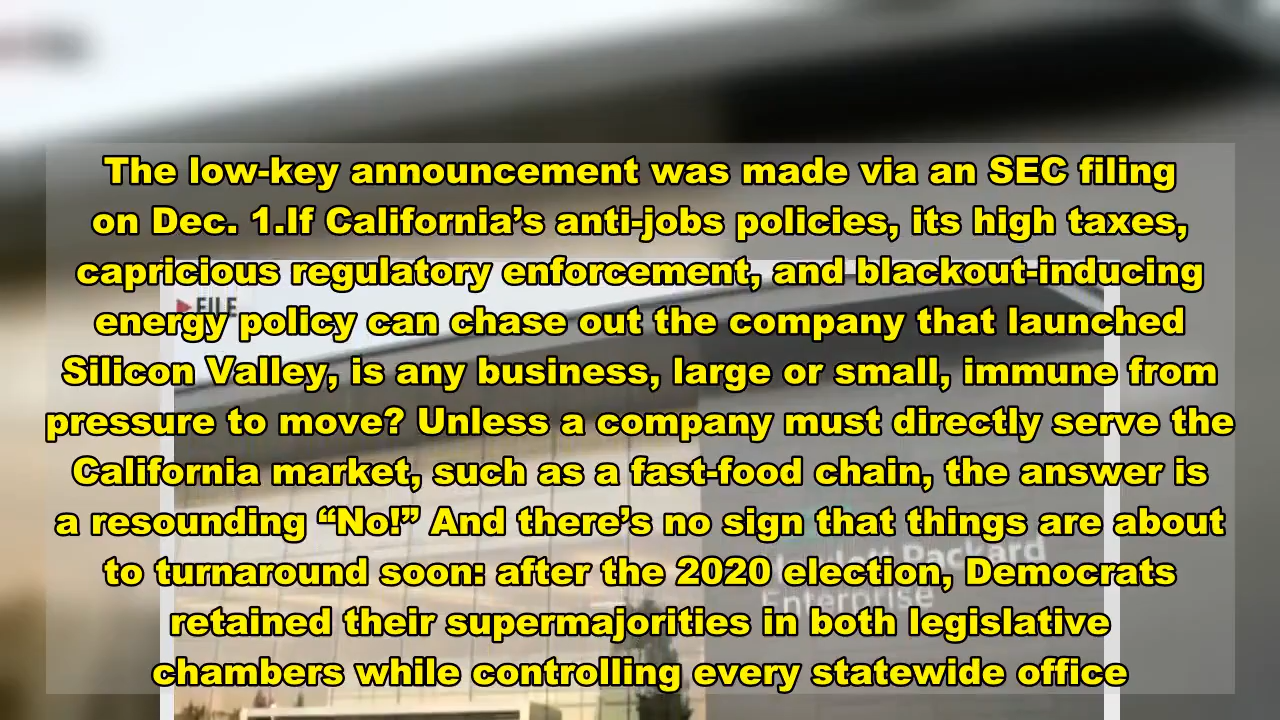 The low-key announcement was made via an SEC filing
on Dec. 1.If California’s anti-jobs policies, its high taxes,
capricious regulatory enforcement, and blackout-inducing
FILE
energy policy can chase out the company that launched
Silicon Valley, is any business, large or small, immune from
pressure to move? Unless a company must directly serve the
California market, such as a fast-food chain, the answer is
a resounding “No!” And there’s no sign that things are about
Packard
to turnaround soon: after the 2020 election, Democrats
Enterprise
retained their supermajorities in both legislative
chambers while controlling every statewide office